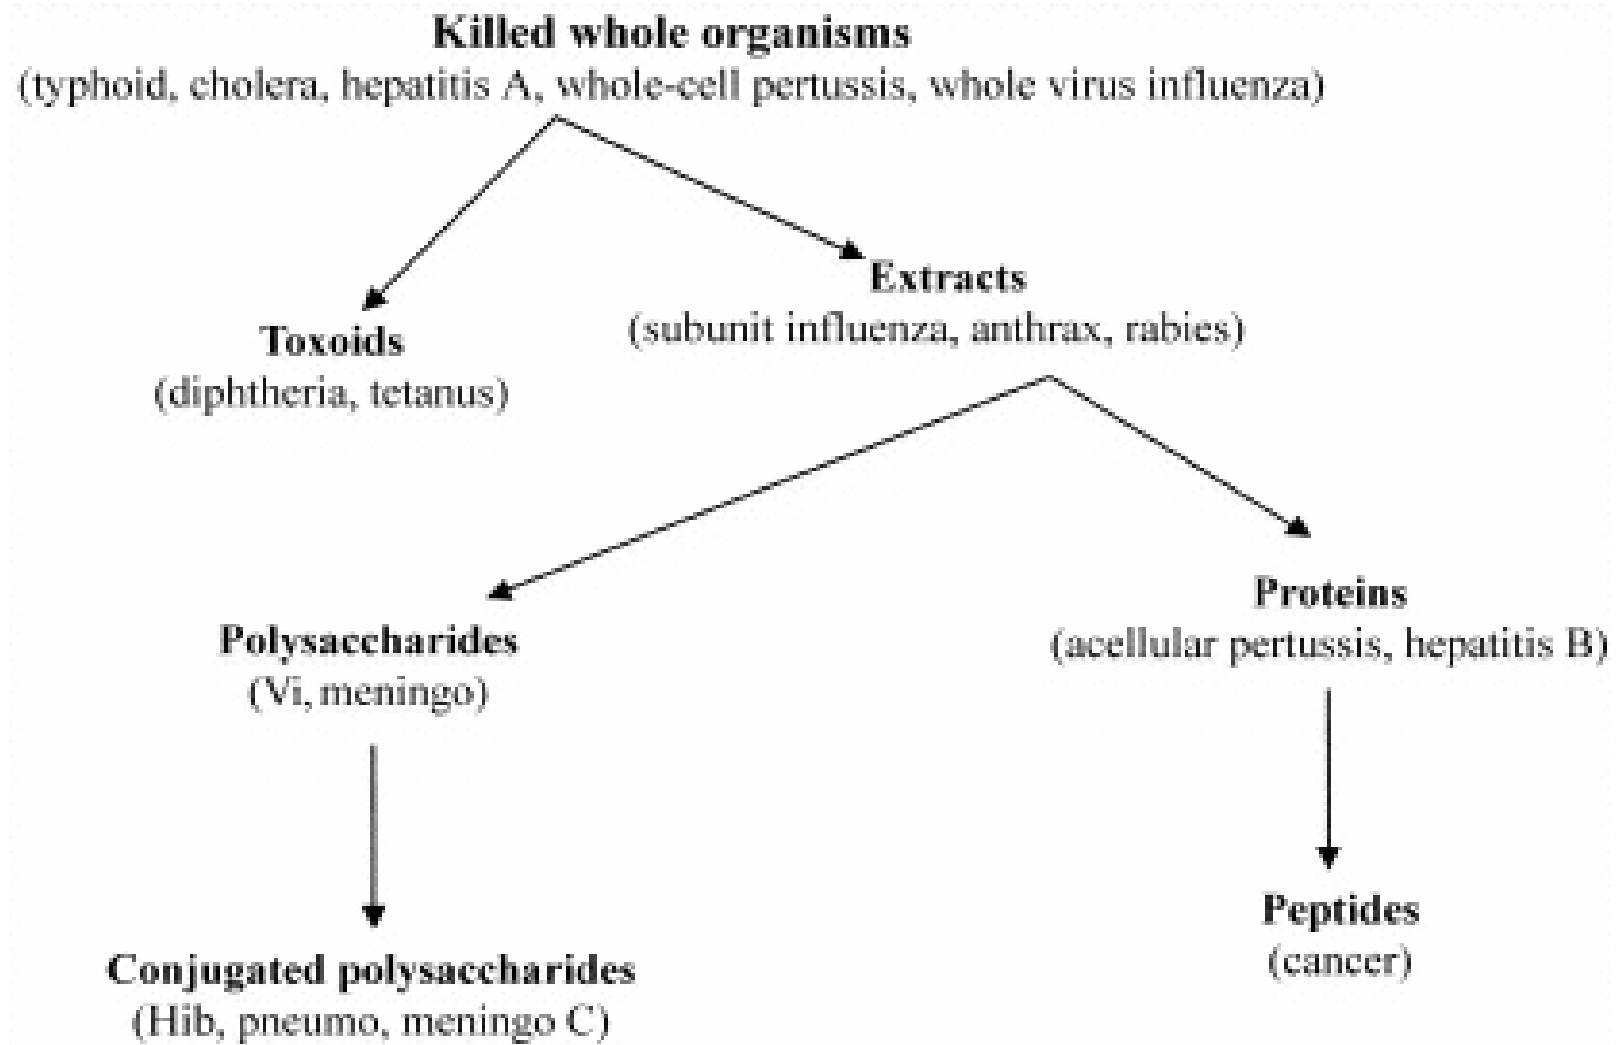 Killed whole organisms
(typhoid, cholera, hepatitis A, whole-cell pertussis, whole virus influenza)
Extracts
(subunit influenza, anthrax, rabies)
Toxoids
(diphtheria, tetanus)
Proteins
(acellular pertussis, hepatitis B)
Polysaccharides
(Vi, meningo)
Peptides
(cancer)
Conjugated polysaccharides
(Hib, pneumo, meningo C)